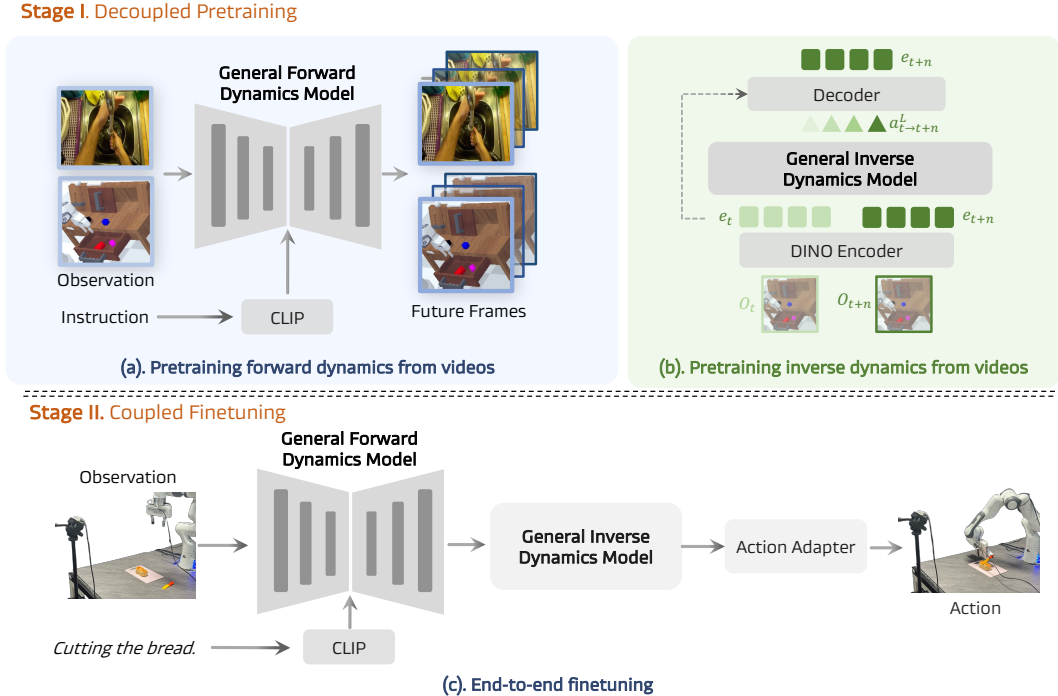 Stage I. Decoupled Pretraining
General Forward
Dynamics Model
Observation
Instruction
CLIP
Future Frames
(a). Pretraining forward dynamics from videos
e_{t+n}
Decoder
a^L_{t→t+n}
General Inverse
Dynamics Model
e_t
e_{t+n}
DINO Encoder
O_t
O_{t+n}
(b). Pretraining inverse dynamics from videos
Stage II. Coupled Finetuning
General Forward
Dynamics Model
Observation
General Inverse
Dynamics Model
Action Adapter
Action
Cutting the bread.
CLIP
(c). End-to-end finetuning